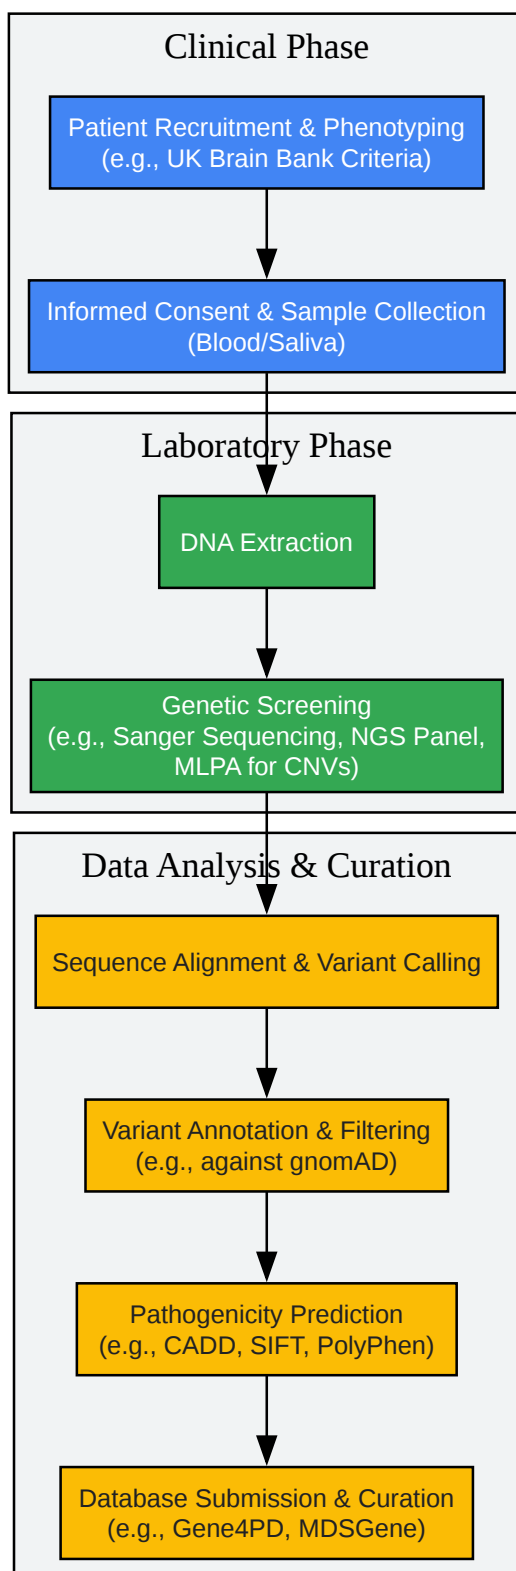 Clinical Phase
Patient Recruitment & Phenotyping
(e.g., UK Brain Bank Criteria)
Informed Consent & Sample Collection
(Blood/Saliva)
Laboratory Phase
DNA Extraction
Genetic Screening
(e.g., Sanger Sequencing, NGS Panel,
MLPA for CNVs)
Data Analysis & Curation
Sequence Alignment & Variant Calling
Variant Annotation & Filtering
(e.g., against gnomAD)
Pathogenicity Prediction
(e.g., CADD, SIFT, PolyPhen)
Database Submission & Curation
(e.g., Gene4PD, MDSGene)